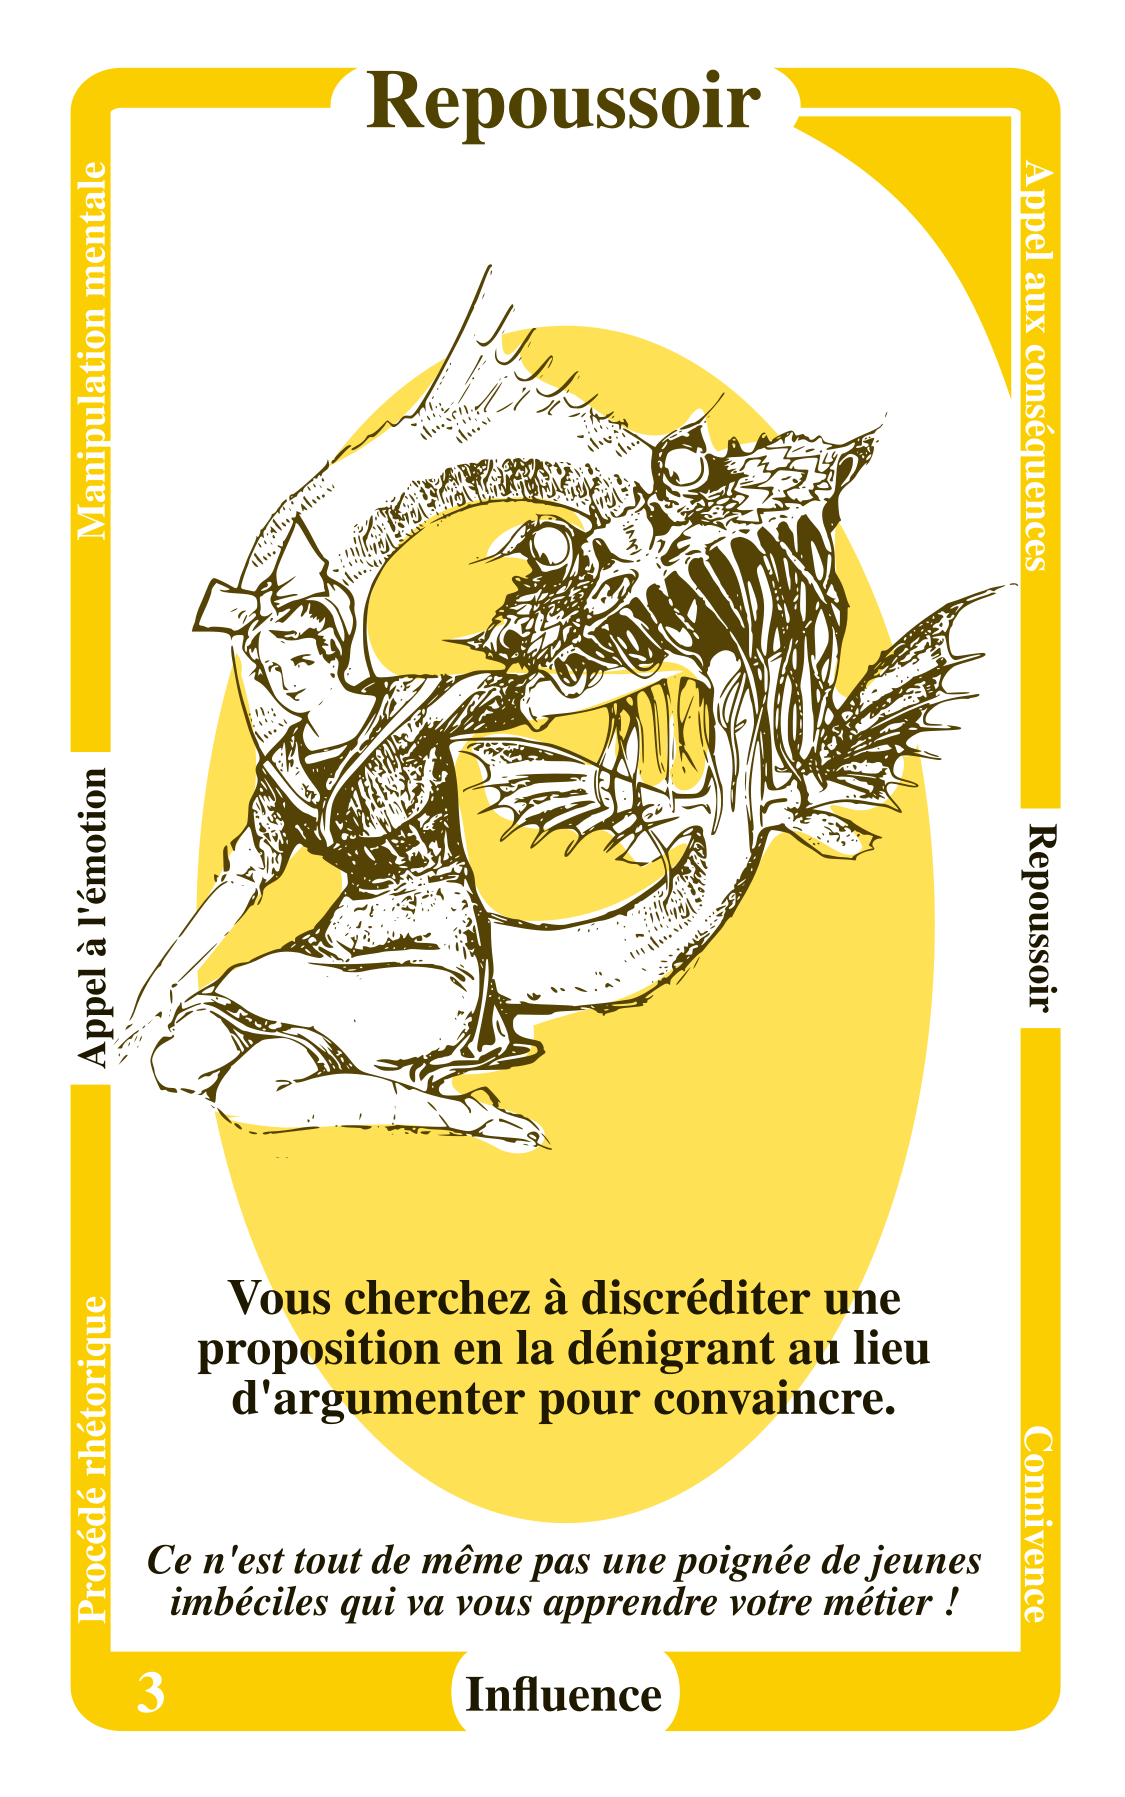 Repoussoir
Manipulation mentale
Appel à l'émotion
Procédé rhétorique
Appel aux conséquences
Repoussoir
Connivence
Vous cherchez à discréditer une
proposition en la dénigrant au lieu
d'argumenter pour convaincre.
Ce n'est tout de même pas une poignée de jeunes
imbéciles qui va vous apprendre votre métier !
3
Influence